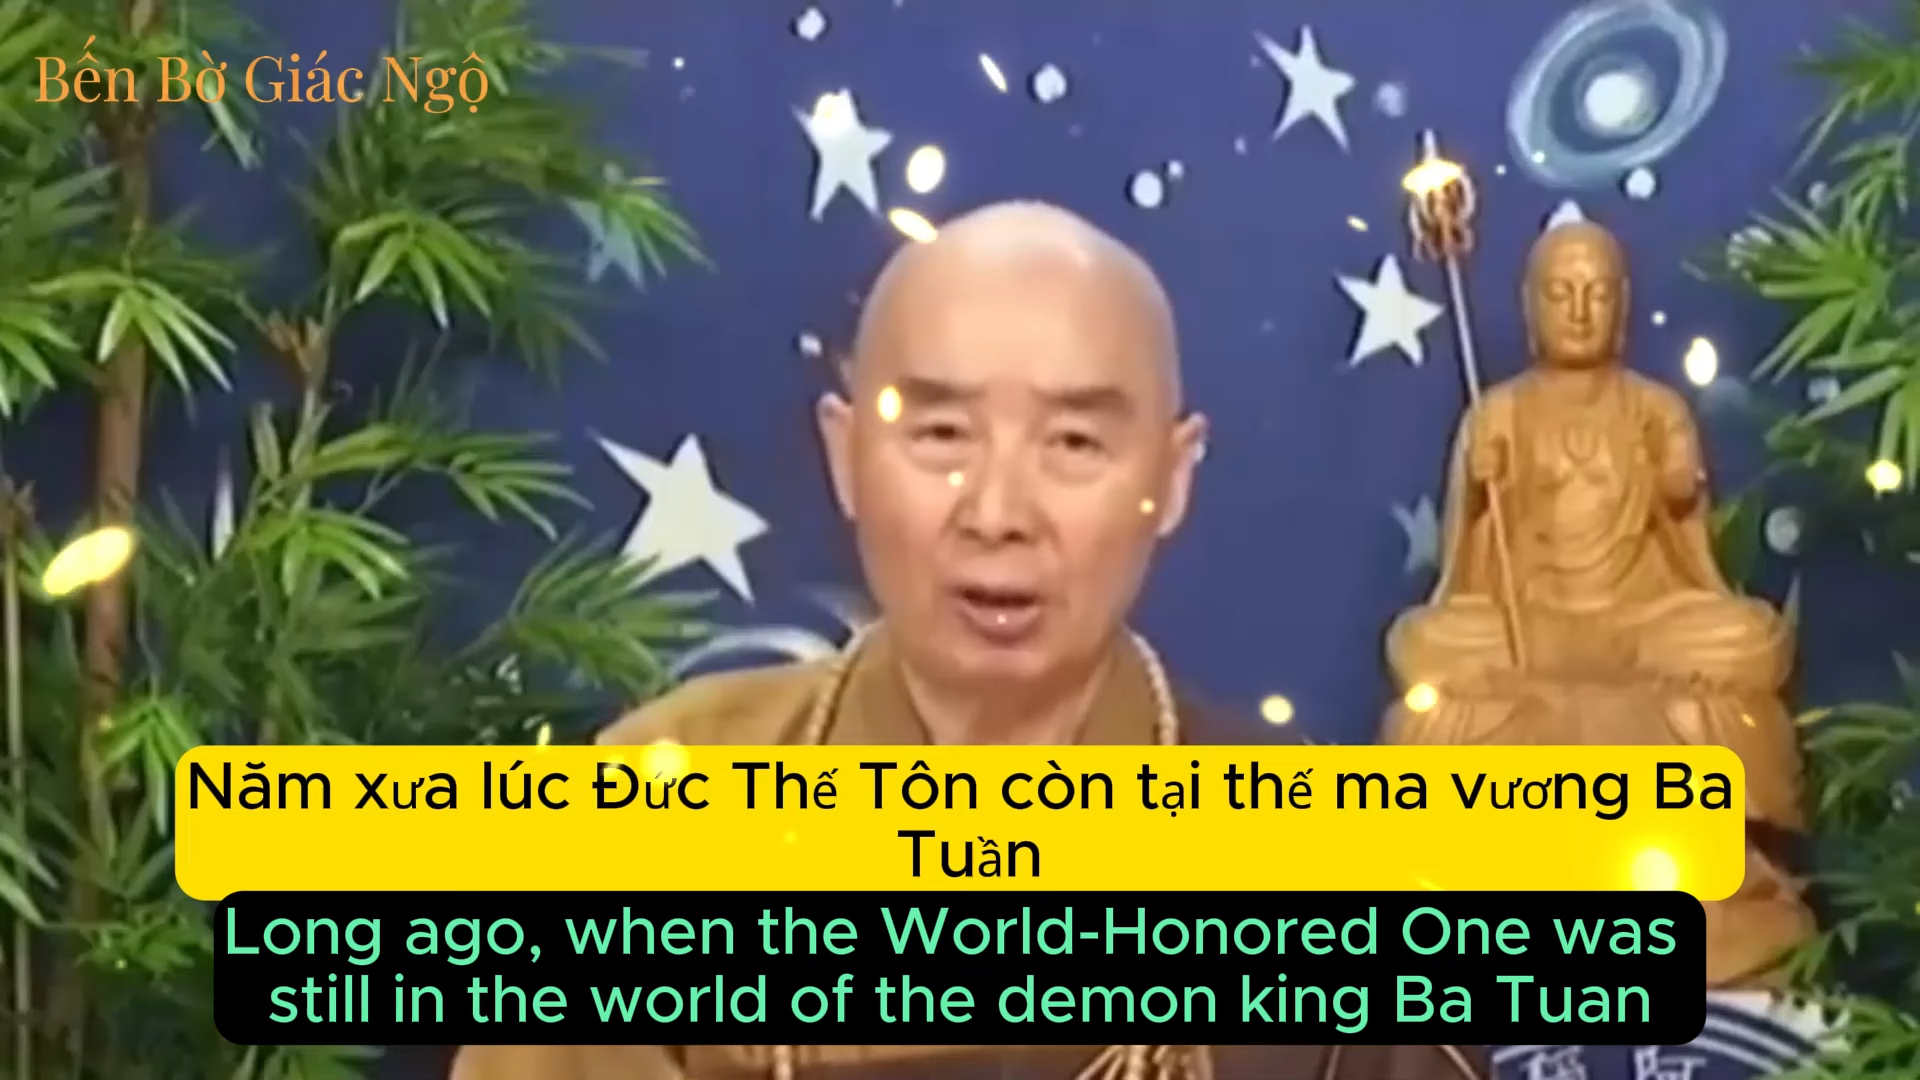 Bến Bờ Giác Ngộ
Năm xưa lúc Đức Thế Tôn còn tại thế ma vương Ba
Tuần
Long ago, when the World-Honored One was
still in the world of the demon king Ba Tuan